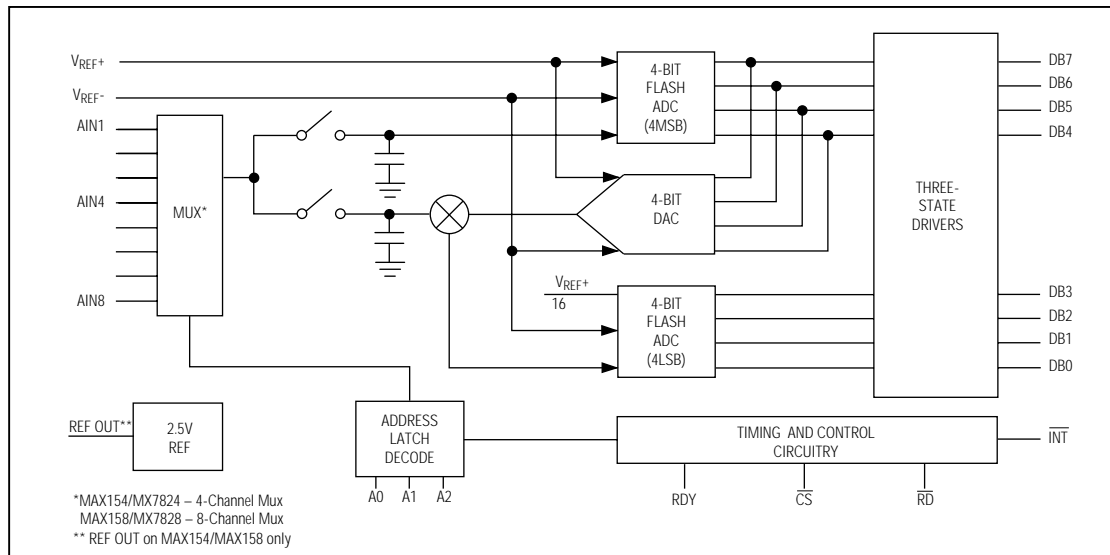 VREF+
VREF-
AIN1
AIN4
AIN8
MUX*
4-BIT
FLASH
ADC
(4MSB)
4-BIT
DAC
VREF+
16
4-BIT
FLASH
ADC
(4LSB)
THREE-
STATE
DRIVERS
DB7
DB6
DB5
DB4
DB3
DB2
DB1
DB0
REF OUT**
2.5V
REF
ADDRESS
LATCH
DECODE
A0 A1 A2
TIMING AND CONTROL
CIRCUITRY
INT
RDY CS RD
*MAX154/MX7824 – 4-Channel Mux
MAX158/MX7828 – 8-Channel Mux
** REF OUT on MAX154/MAX158 only